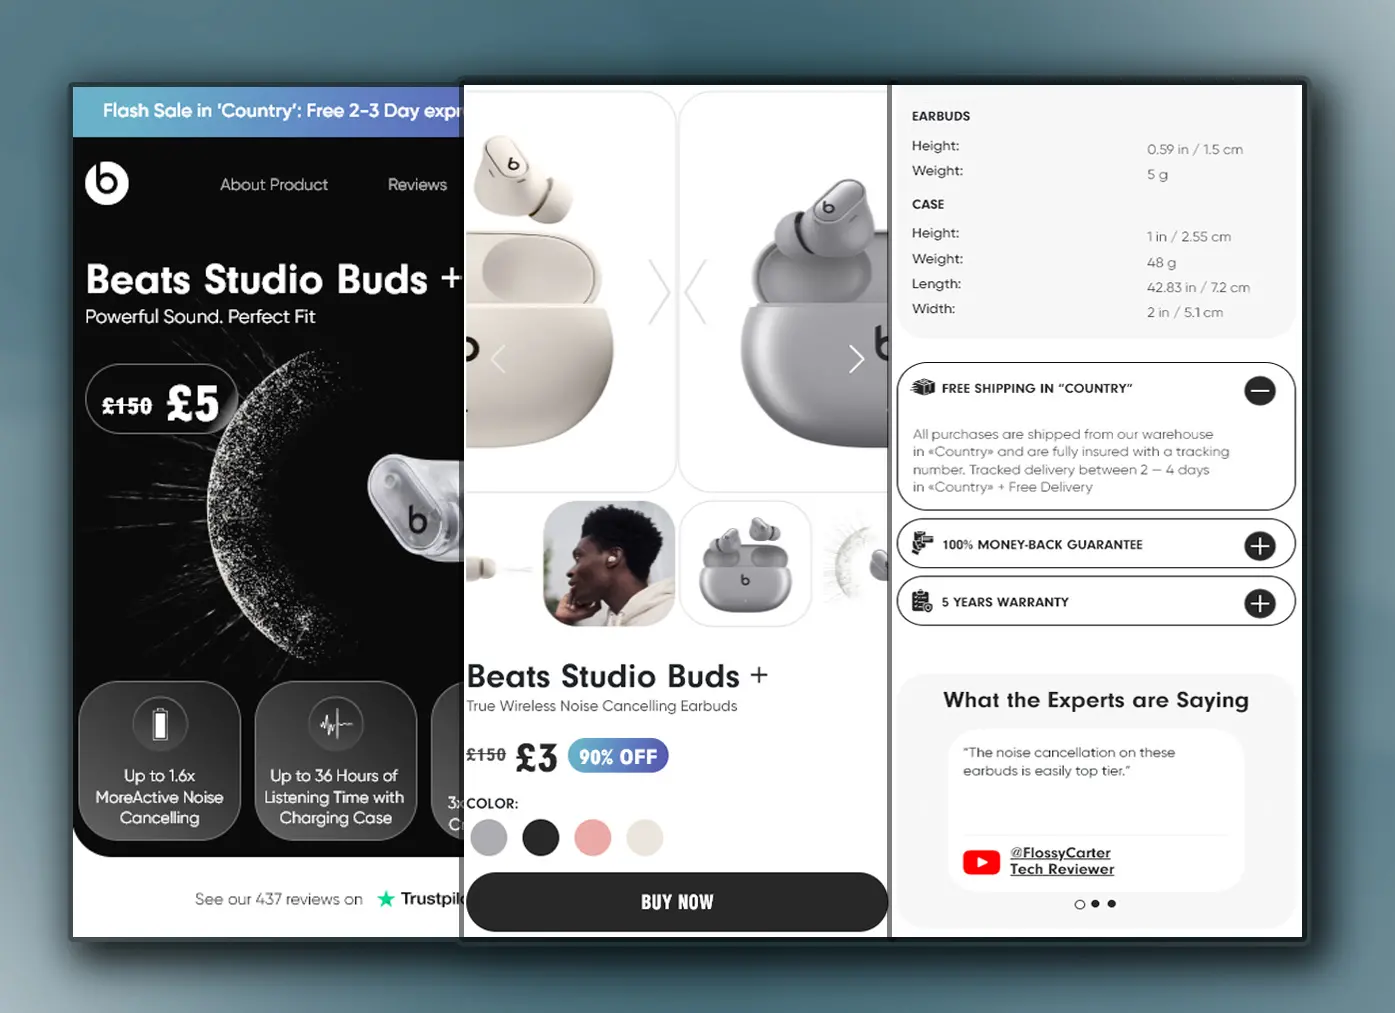 Flash Sale in 'Country': Free 2-3 Day expr
b
About Product
Reviews
Beats Studio Buds +
Powerful Sound. Perfect Fit
£150 £5
b
Up to 1.6x
MoreActive Noise
Cancelling
Up to 36 Hours of
Listening Time with
Charging Case
3x
See our 437 reviews on
Trustpilo
b
b
b
Beats Studio Buds +
True Wireless Noise Cancelling Earbuds
£150 £3 90% OFF
COLOR:
BUY NOW
EARBUDS
Height: 0.59 in / 1.5 cm
Weight: 5 g
CASE
Height: 1 in / 2.55 cm
Weight: 48 g
Length: 42.83 in / 7.2 cm
Width: 2 in / 5.1 cm
FREE SHIPPING IN “COUNTRY”
All purchases are shipped from our warehouse
in «Country» and are fully insured with a tracking
number. Tracked delivery between 2 – 4 days
in «Country» + Free Delivery
100% MONEY-BACK GUARANTEE
5 YEARS WARRANTY
What the Experts are Saying
“The noise cancellation on these
earbuds is easily top tier.”
@FlossyCarter
Tech Reviewer